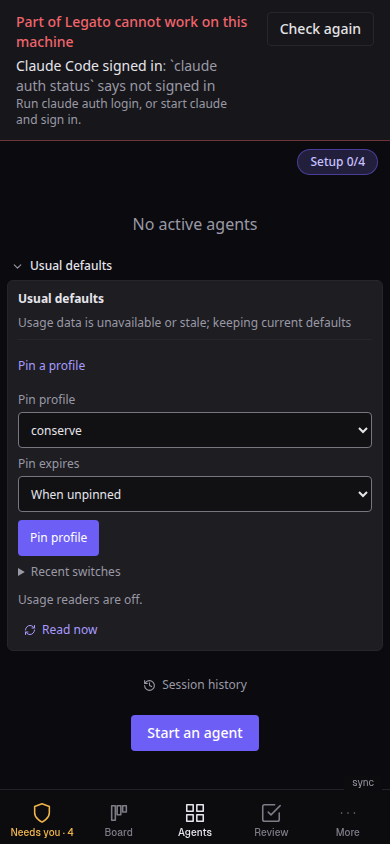 Part of Legato cannot work on this
machine
Check again
Claude Code signed in: `claude
auth status` says not signed in
Run claude auth login, or start claude
and sign in.
Setup 0/4
No active agents
Usual defaults
Usual defaults
Usage data is unavailable or stale; keeping current defaults
Pin a profile
Pin profile
conserve
Pin expires
When unpinned
Pin profile
Recent switches
Usage readers are off.
Read now
Session history
Start an agent
sync
Needs you · 4
Board
Agents
Review
More